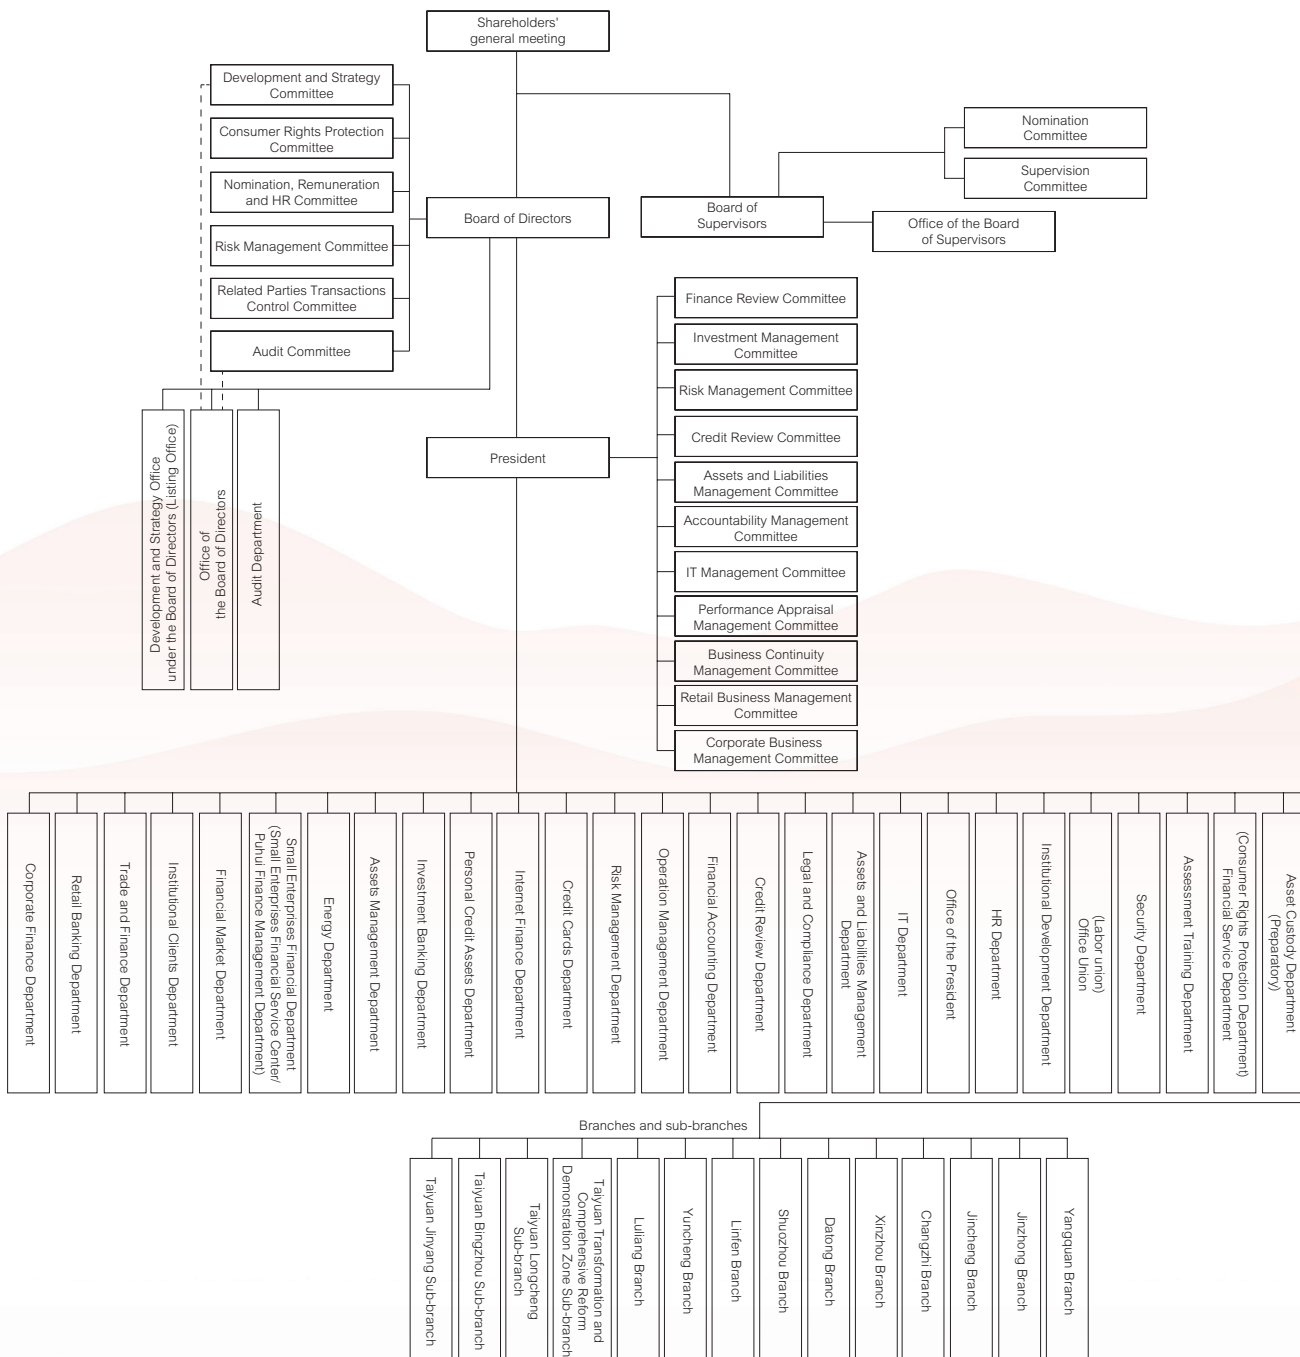 Shareholders'
general meeting
Development and Strategy
Committee
Consumer Rights Protection
Committee
Nomination, Remuneration
and HR Committee
Risk Management Committee
Related Parties Transactions
Control Committee
Audit Committee
Board of Directors
Board of
Supervisors
Nomination
Committee
Supervision
Committee
Office of the Board
of Supervisors
Finance Review Committee
Investment Management
Committee
Risk Management Committee
Credit Review Committee
Assets and Liabilities
Management Committee
Accountability Management
Committee
IT Management Committee
Performance Appraisal
Management Committee
Business Continuity
Management Committee
Retail Business Management
Committee
Corporate Business
Management Committee
President
Development and Strategy Office
under the Board of Directors (Listing Office)
Office of
the Board of Directors
Audit Department
Corporate Finance Department
Retail Banking Department
Trade and Finance Department
Institutional Clients Department
Financial Market Department
Small Enterprises Financial Department
(Small Enterprises Financial Service Center/
Puhui Finance Management Department)
Energy Department
Assets Management Department
Investment Banking Department
Personal Credit Assets Department
Internet Finance Department
Credit Cards Department
Risk Management Department
Operation Management Department
Financial Accounting Department
Credit Review Department
Legal and Compliance Department
Assets and Liabilities Management
Department
IT Department
Office of the President
HR Department
Institutional Development Department
(Labor union)
Office Union
Security Department
Assessment Training Department
(Consumer Rights Protection Department)
Financial Service Department
Asset Custody Department
(Preparatory)
Branches and sub-branches
Taiyuan Jinyang Sub-branch
Taiyuan Bingzhou Sub-branch
Taiyuan Longcheng
Sub-branch
Taiyuan Transformation and
Comprehensive Reform
Demonstration Zone Sub-branch
Luliang Branch
Yuncheng Branch
Linfen Branch
Shuozhou Branch
Datong Branch
Xinzhou Branch
Changzhi Branch
Jincheng Branch
Jinzhong Branch
Yangquan Branch